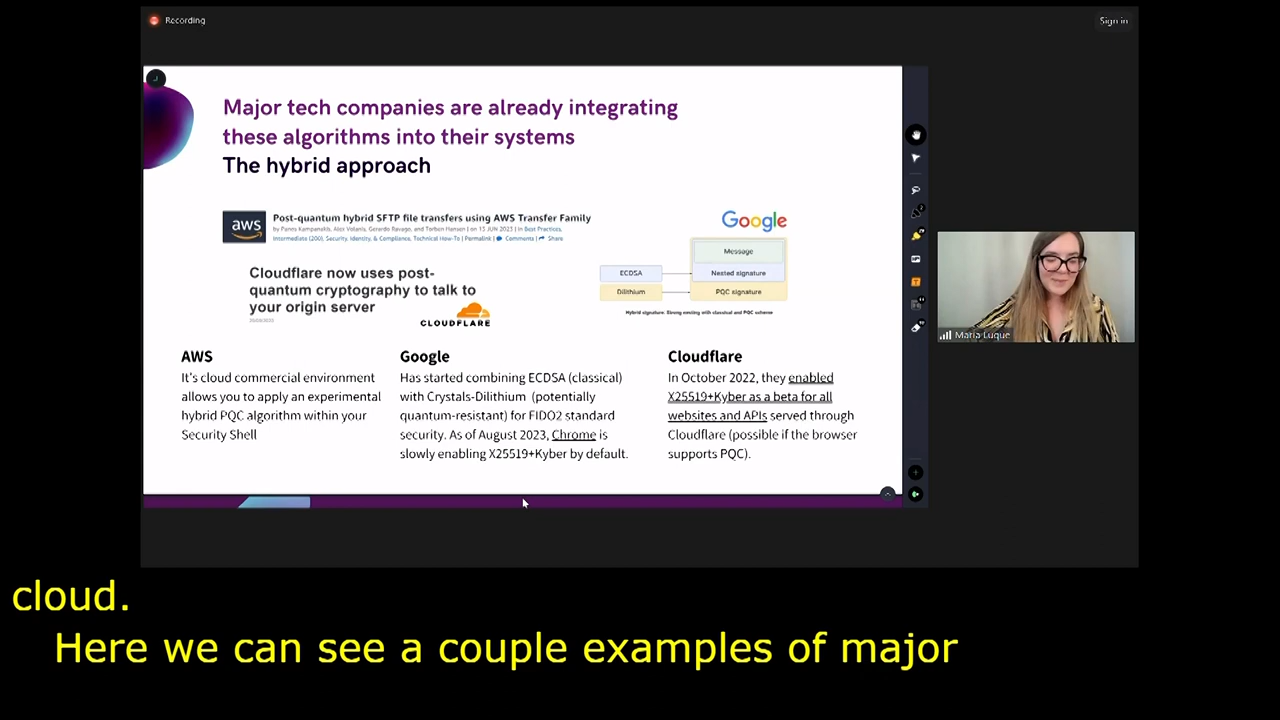 Recording
Sign in
Major tech companies are already integrating
these algorithms into their systems
The hybrid approach
aws
Post-quantum hybrid SFTP file transfers using AWS Transfer Family
by Panos Kampanakis, Alex Volanis, Gerardo Ravago, and Torben Hansen | on 15 JUN 2023 | in Best Practices,
Intermediate (200), Security, Identity, & Compliance, Technical How-To | Permalink | Comments | Share
Google
Message
ECDSA
Nested signature
Dilithium
PQC signature
Hybrid signature: Strong nesting with classical and PQC scheme
Cloudflare now uses post-
quantum cryptography to talk to
your origin server
CLOUDFLARE
AWS
It's cloud commercial environment
allows you to apply an experimental
hybrid PQC algorithm within your
Security Shell
Google
Has started combining ECDSA (classical)
with Crystals-Dilithium (potentially
quantum-resistant) for FIDO2 standard
security. As of August 2023, Chrome is
slowly enabling X25519+Kyber by default.
Cloudflare
In October 2022, they enabled
X25519+Kyber as a beta for all
websites and APIs served through
Cloudflare (possible if the browser
supports PQC).
Maria Luque
cloud.
Here we can see a couple examples of major